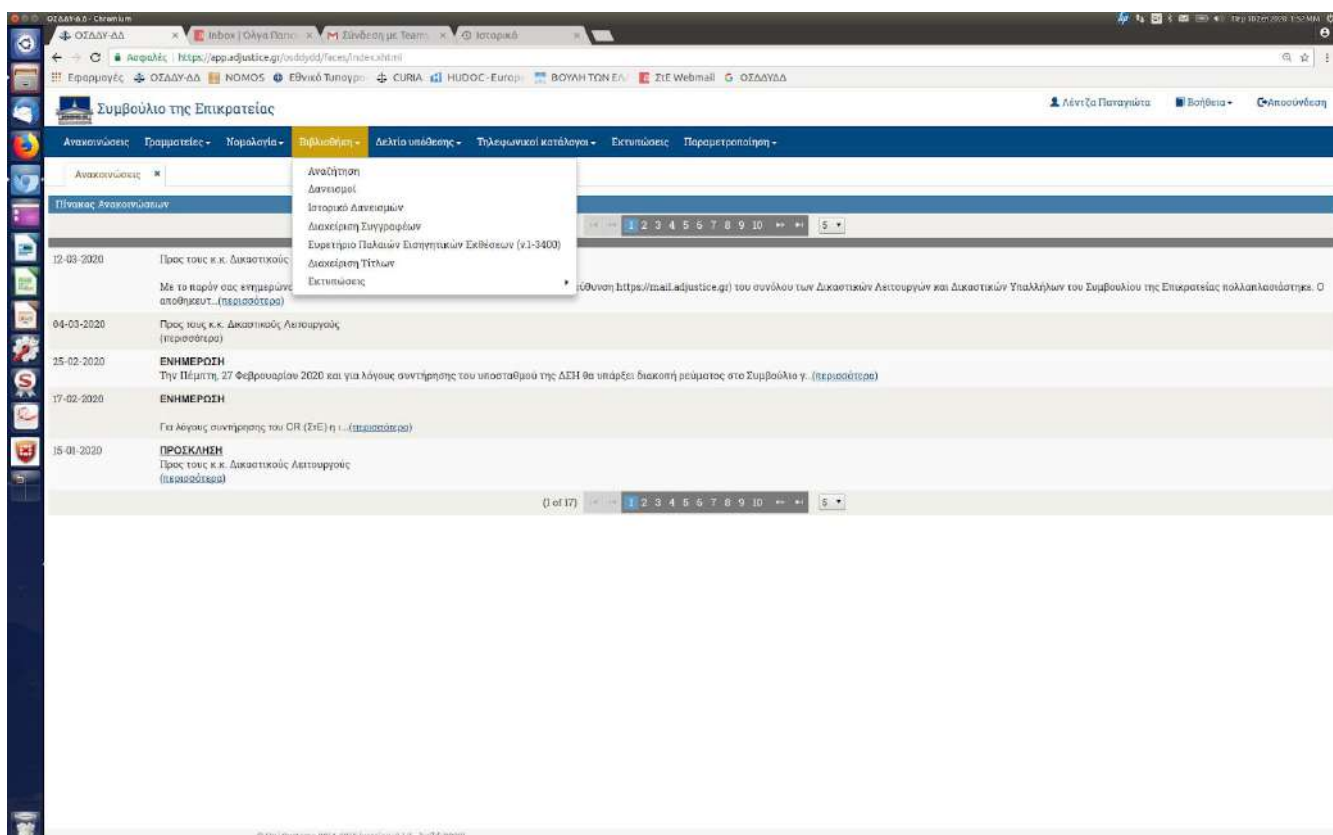 ΟΣΔΔΥ-ΔΔ - Chromium
ΟΣΔΔΥ-ΔΔ
Inbox | Όλγα Παπα
Σύνδεση με Teams
Ιστορικό
Ασφαλές https://app.adjustice.gr/osddydd/faces/index.xhtml
Εφαρμογές ΟΣΔΔΥ-ΔΔ NOMOS Εθνικό Τυπογρα CURIA HUDOC-Europ ΒΟΥΛΗ ΤΩΝ ΕΛ ΣτΕ Webmail ΟΣΔΔΥΔΔ
Συμβούλιο της Επικρατείας
Λέντζα Παναγιώτα Βοήθεια Αποσύνδεση
Ανακοινώσεις Γραμματείες Νομολογία Βιβλιοθήκη Δελτίο υπόθεσης Τηλεφωνικοί κατάλογοι Εκτυπώσεις Παραμετροποίηση
Ανακοινώσεις
Αναζήτηση
Δανεισμοί
Ιστορικό Δανεισμών
Διαχείριση Συγγραφέων
Ευρετήριο Παλαιών Εισηγητικών Εκθέσεων (ν.1-3400)
Διαχείριση Τίτλων
Εκτυπώσεις
Πίνακας Ανακοινώσεων
1 2 3 4 5 6 7 8 9 10 5
12-03-2020 Προς τους κ.κ. Δικαστικούς
Με το παρόν σας ενημερώνο ύθυνση https://mail.adjustice.gr) του συνόλου των Δικαστικών Λειτουργών και Δικαστικών Υπαλλήλων του Συμβουλίου της Επικρατείας πολλαπλασιάστηκε. Ο
αποθηκευτ...(περισσότερα)
04-03-2020 Προς τους κ.κ. Δικαστικούς Λειτουργούς
(περισσότερα)
25-02-2020 ΕΝΗΜΕΡΩΣΗ
Την Πέμπτη, 27 Φεβρουαρίου 2020 και για λόγους συντήρησης του υποσταθμού της ΔΕΗ θα υπάρξει διακοπή ρεύματος στο Συμβούλιο γ...(περισσότερα)
17-02-2020 ΕΝΗΜΕΡΩΣΗ
Για λόγους συντήρησης του CR (ΣτΕ) η ι...(περισσότερα)
15-01-2020 ΠΡΟΣΚΛΗΣΗ
Προς τους κ.κ. Δικαστικούς Λειτουργούς
(περισσότερα)
(1 of 17) 1 2 3 4 5 6 7 8 9 10 5